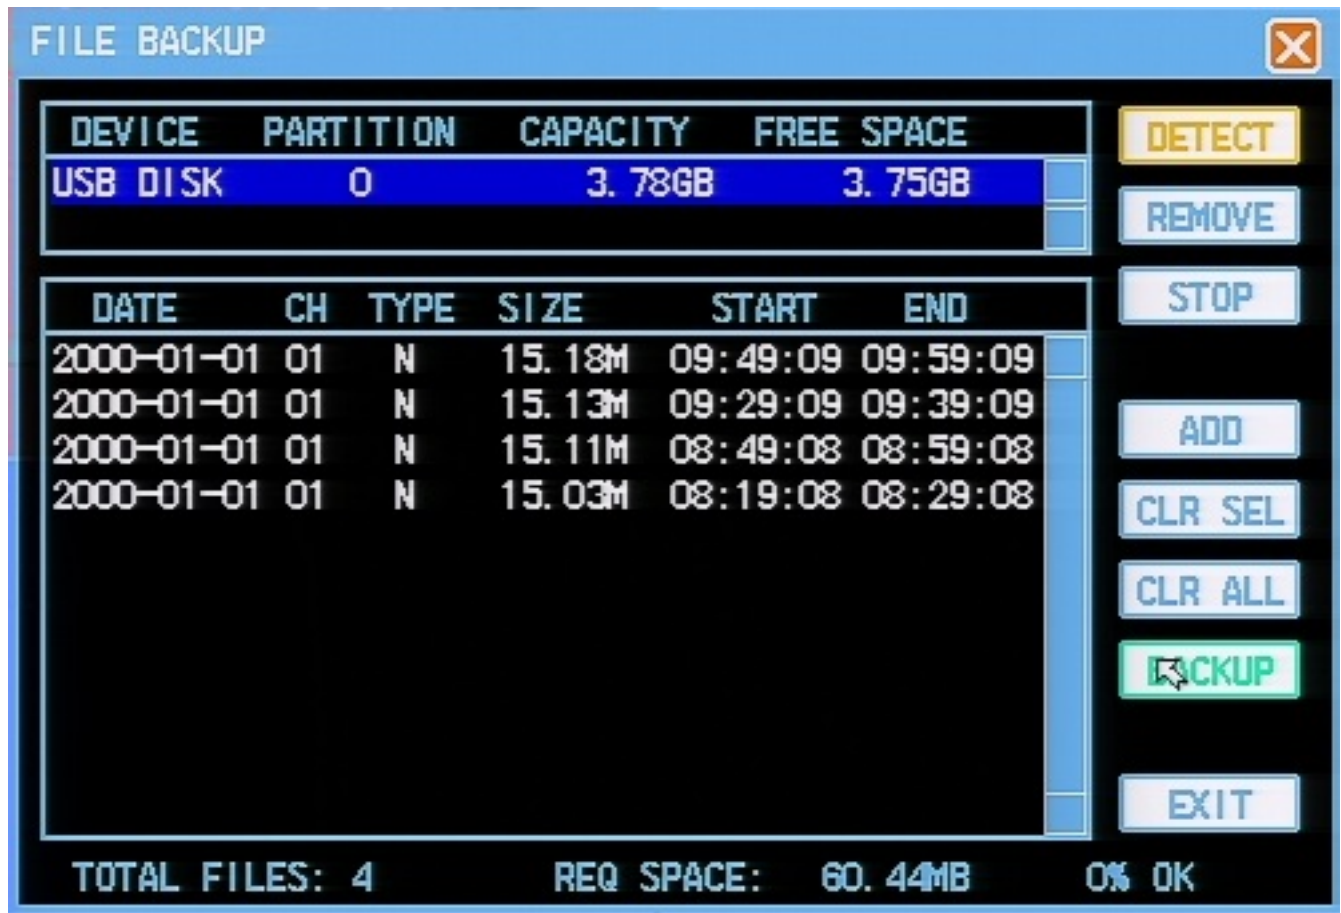 FILE BACKUP
DEVICE PARTITION CAPACITY FREE SPACE
USB DISK 0 3.78GB 3.75GB
DETECT
REMOVE
STOP
DATE CH TYPE SIZE START END
2000-01-01 01 N 15.18M 09:49:09 09:59:09
2000-01-01 01 N 15.13M 09:29:09 09:39:09
2000-01-01 01 N 15.11M 08:49:08 08:59:08
2000-01-01 01 N 15.03M 08:19:08 08:29:08
ADD
CLR SEL
CLR ALL
BACKUP
EXIT
TOTAL FILES: 4 REQ SPACE: 60.44MB 0% OK